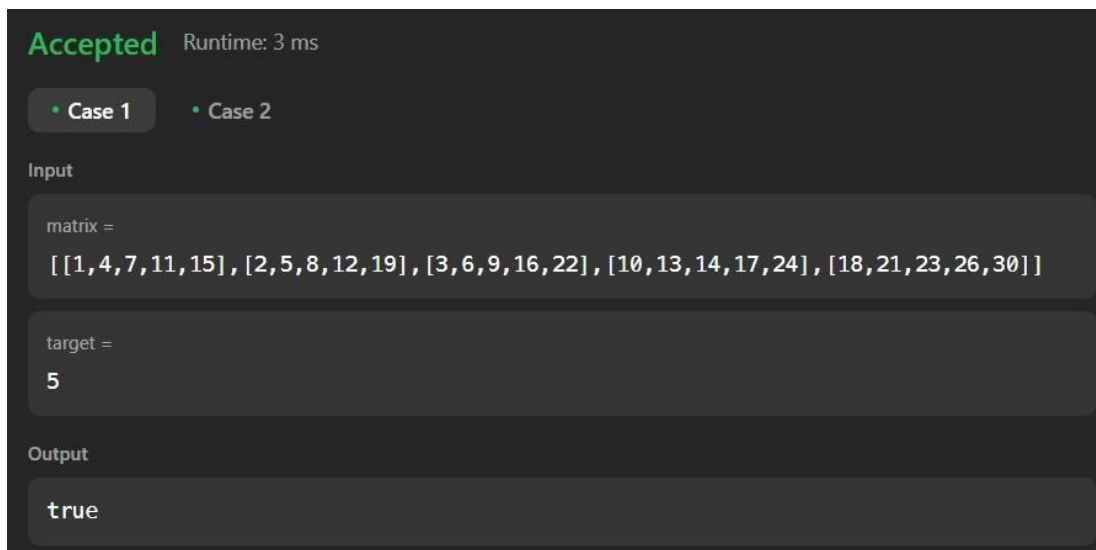 Accepted Runtime: 3 ms
• Case 1 • Case 2
Input
matrix =
[[1,4,7,11,15],[2,5,8,12,19],[3,6,9,16,22],[10,13,14,17,24],[18,21,23,26,30]]
target =
5
Output
true